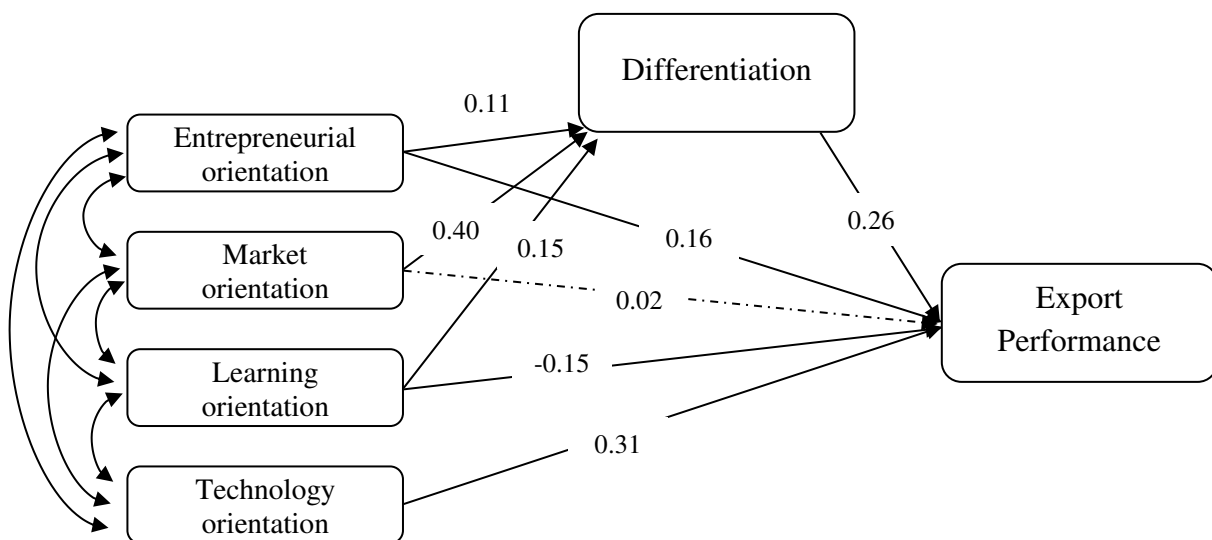 Differentiation
0.11
Entrepreneurial
orientation
0.26
0.40
0.15
0.16
Market
orientation
0.02
Export
Performance
Learning
orientation
-0.15
0.31
Technology
orientation